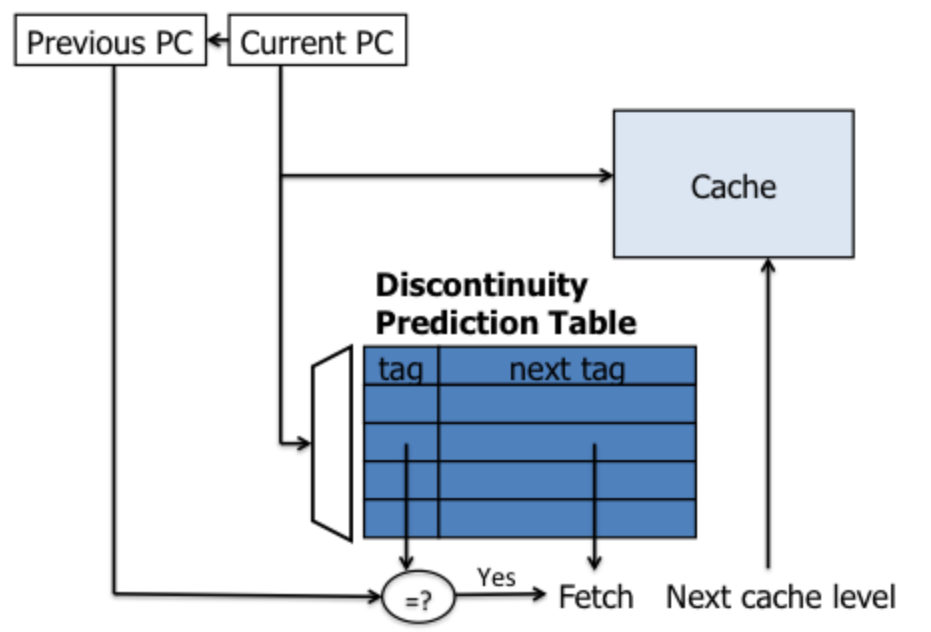 Previous PC
Current PC
Cache
Discontinuity
Prediction Table
tag
next tag
=?
Yes
Fetch
Next cache level